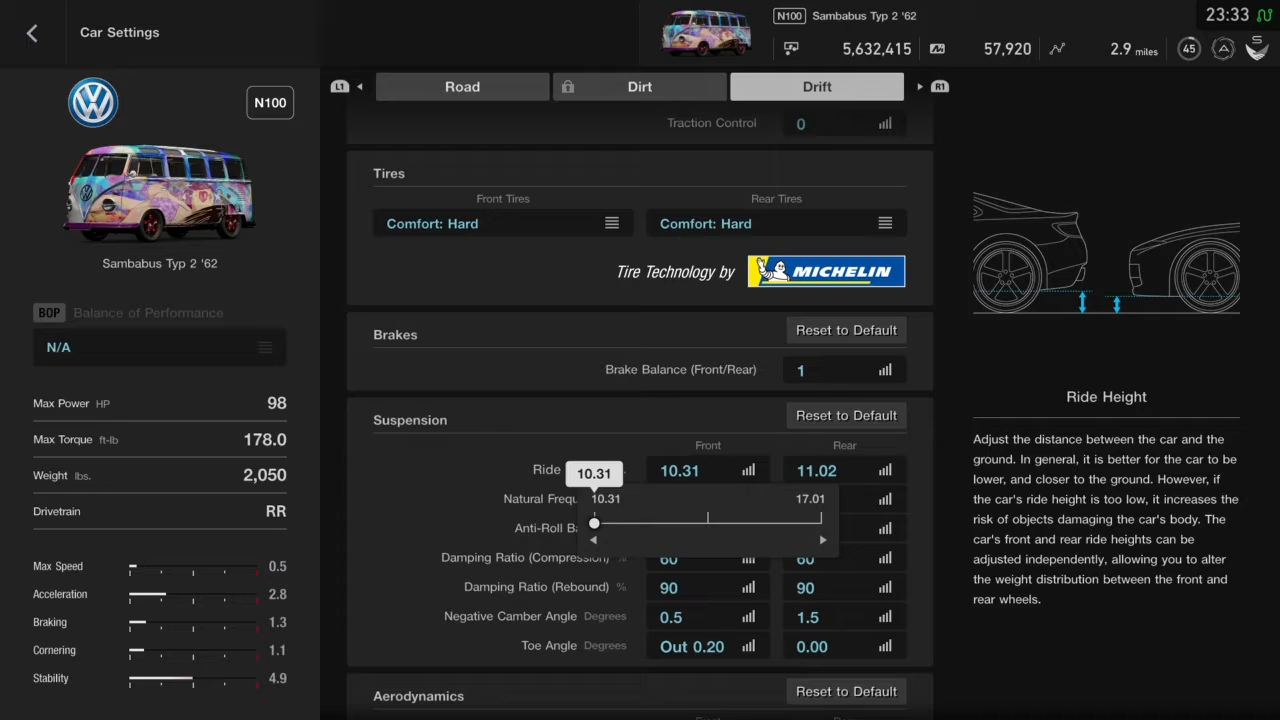 23:33
Car Settings
N100 Sambabus Typ 2 '62
5,632,415 57,920 2.9 miles 45 A S
N100
Sambabus Typ 2 '62
BOP Balance of Performance
N/A
Max Power HP 98
Max Torque ft-lb 178.0
Weight lbs. 2,050
Drivetrain RR
Max Speed 0.5
Acceleration 2.8
Braking 1.3
Cornering 1.1
Stability 4.9
L1 Road Dirt Drift R1
Traction Control 0
Tires
Front Tires Rear Tires
Comfort: Hard Comfort: Hard
Tire Technology by MICHELIN
Brakes Reset to Default
Brake Balance (Front/Rear) 1
Suspension Reset to Default
Front Rear
Ride 10.31 10.31 11.02
Natural Frequ 10.31 17.01
Anti-Roll Ba
Damping Ratio (Compression) % 60 60
Damping Ratio (Rebound) % 90 90
Negative Camber Angle Degrees 0.5 1.5
Toe Angle Degrees Out 0.20 0.00
Aerodynamics Reset to Default
Ride Height
Adjust the distance between the car and the
ground. In general, it is better for the car to be
lower, and closer to the ground. However, if
the car's ride height is too low, it increases the
risk of objects damaging the car's body. The
car's front and rear ride heights can be
adjusted independently, allowing you to alter
the weight distribution between the front and
rear wheels.